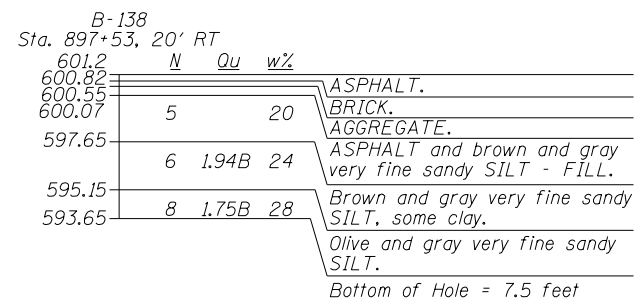 B-138
Sta. 897+53, 20' RT
601.2 N Qu w%
600.82 ASPHALT.
600.55 BRICK.
600.07 5 20 AGGREGATE.
597.65 ASPHALT and brown and gray
very fine sandy SILT - FILL.
6 1.94B 24
595.15 Brown and gray very fine sandy
SILT, some clay.
593.65 8 1.75B 28
Olive and gray very fine sandy
SILT.
Bottom of Hole = 7.5 feet